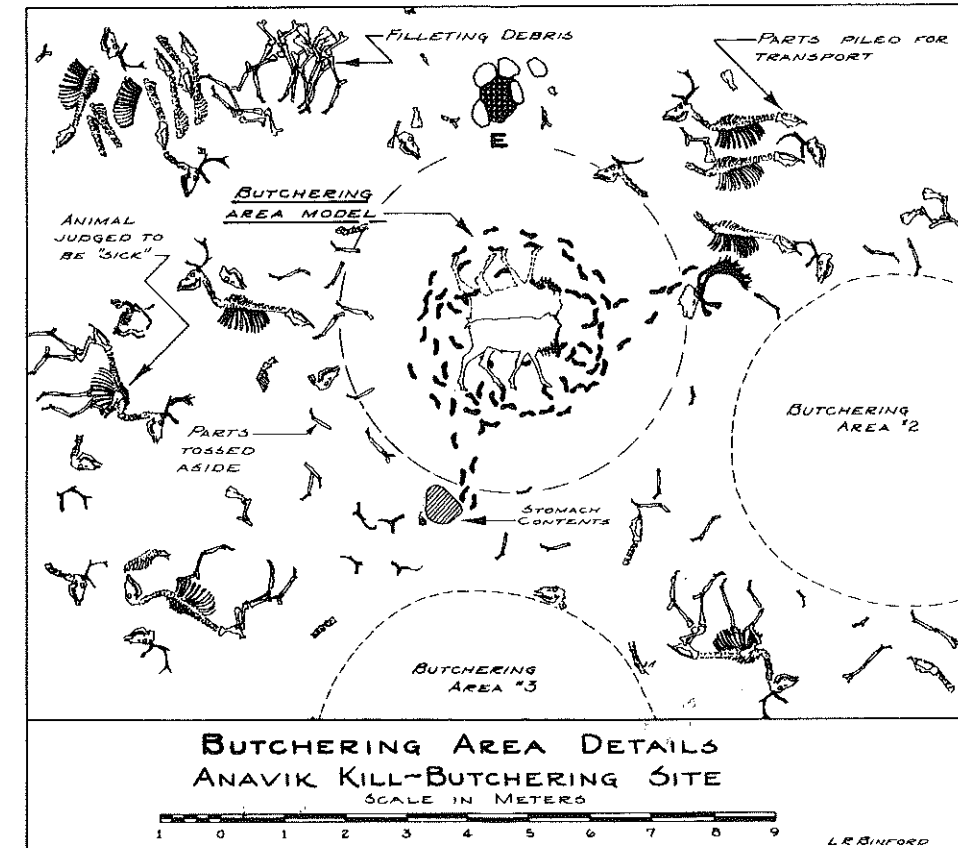 FILLETING DEBRIS
PARTS PILED FOR
TRANSPORT
E
BUTCHERING
AREA MODEL
ANIMAL
JUDGED TO
BE "SICK"
BUTCHERING
AREA #2
PARTS
TOSSED
ASIDE
STOMACH
CONTENTS
BUTCHERING
AREA #3
BUTCHERING AREA DETAILS
ANAVIK KILL~BUTCHERING SITE
SCALE IN METERS
1 0 1 2 3 4 5 6 7 8 9
L R BINFORD